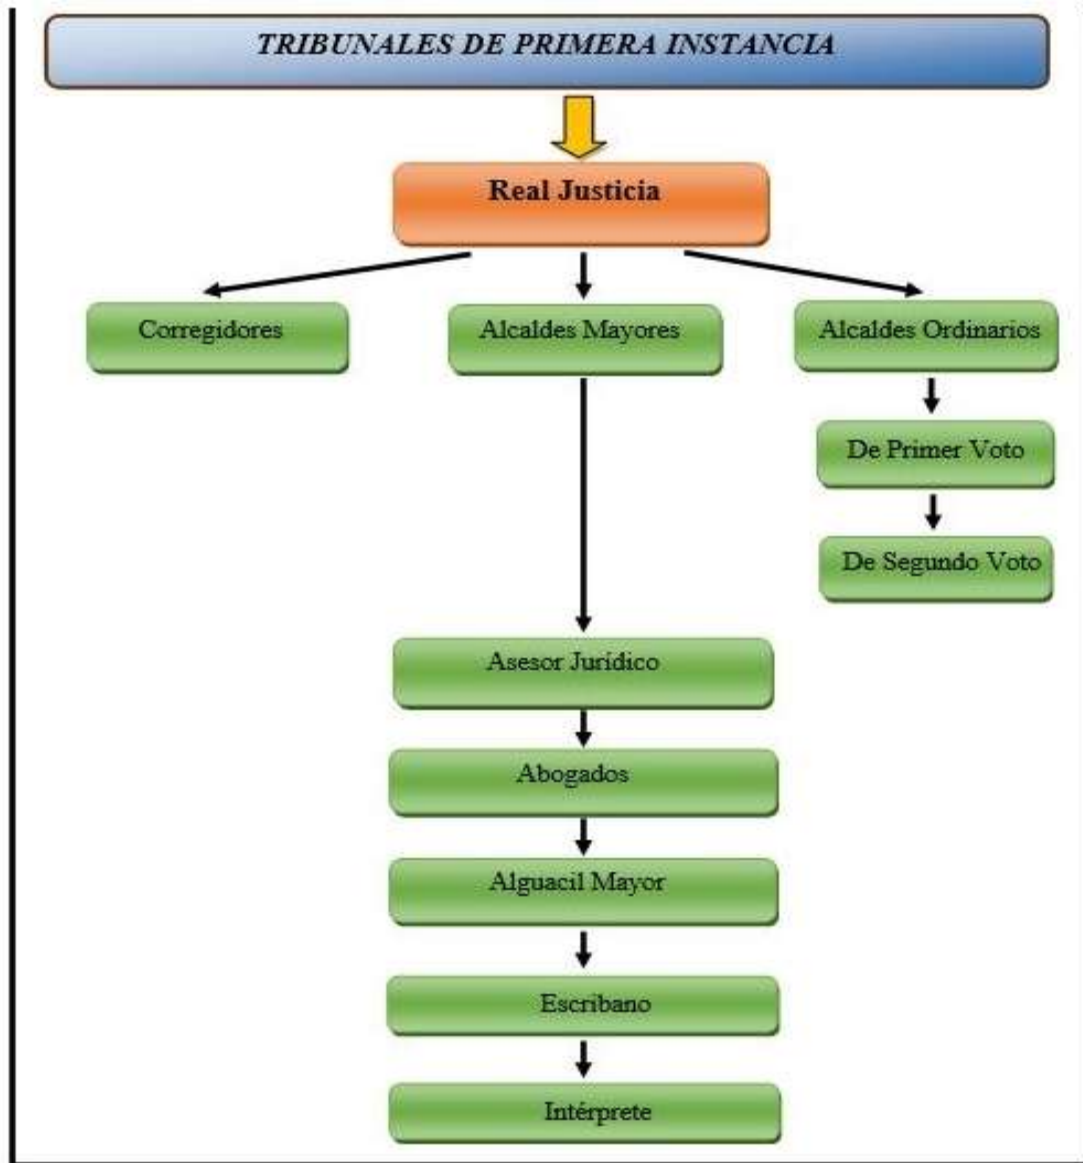 TRIBUNALES DE PRIMERA INSTANCIA
Real Justicia
Corregidores
Alcaldes Mayores
Alcaldes Ordinarios
De Primer Voto
De Segundo Voto
Asesor Jurídico
Abogados
Alguacil Mayor
Escribano
Intérprete